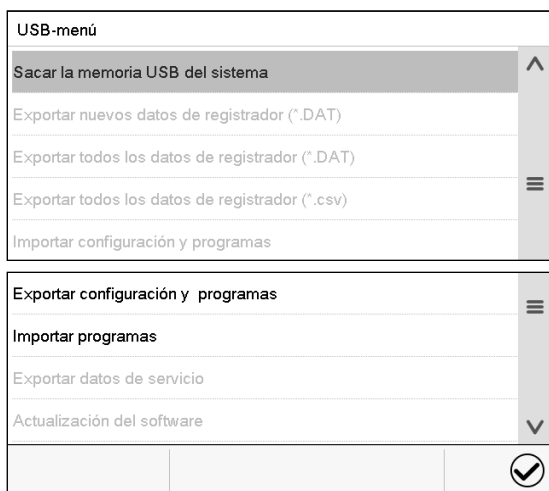 USB-menú
Sacar la memoria USB del sistema
Exportar nuevos datos de registrador (*.DAT)
Exportar todos los datos de registrador (*.DAT)
Exportar todos los datos de registrador (*.csv)
Importar configuración y programas
Exportar configuración y programas
Importar programas
Exportar datos de servicio
Actualización del software